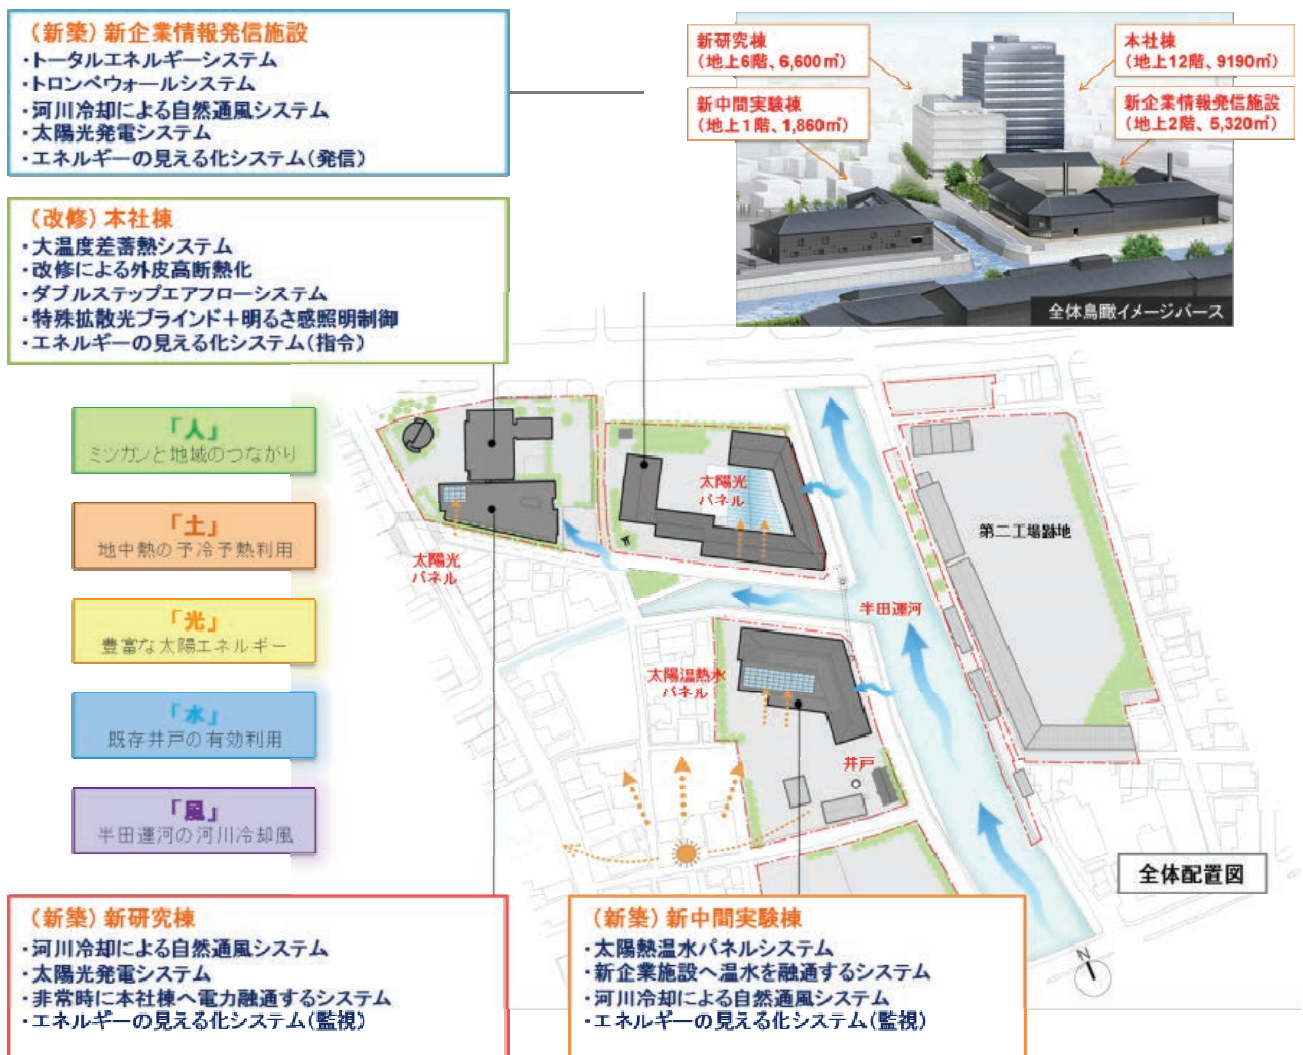 （新築）新企業情報発信施設
・トータルエネルギーシステム
・トロンベウォールシステム
・河川冷却による自然通風システム
・太陽光発電システム
・エネルギーの見える化システム（発信）
（改修）本社棟
・大温度差蓄熱システム
・改修による外皮高断熱化
・ダブルステップエアフローシステム
・特殊拡散光ブラインド＋明るさ感照明制御
・エネルギーの見える化システム（指令）
新研究棟
（地上6階、6,600㎡）
本社棟
（地上12階、9190㎡）
新中間実験棟
（地上1階、1,860㎡）
新企業情報発信施設
（地上2階、5,320㎡）
全体鳥瞰イメージパース
「人」
ミツカンと地域のつながり
「土」
地中熱の予冷予熱利用
「光」
豊富な太陽エネルギー
「水」
既存井戸の有効利用
「風」
半田運河の河川冷却風
太陽光
パネル
太陽光
パネル
第二工場跡地
半田運河
太陽温熱水
パネル
井戸
全体配置図
N
（新築）新研究棟
・河川冷却による自然通風システム
・太陽光発電システム
・非常時に本社棟へ電力融通するシステム
・エネルギーの見える化システム（監視）
（新築）新中間実験棟
・太陽熱温水パネルシステム
・新企業施設へ温水を融通するシステム
・河川冷却による自然通風システム
・エネルギーの見える化システム（監視）